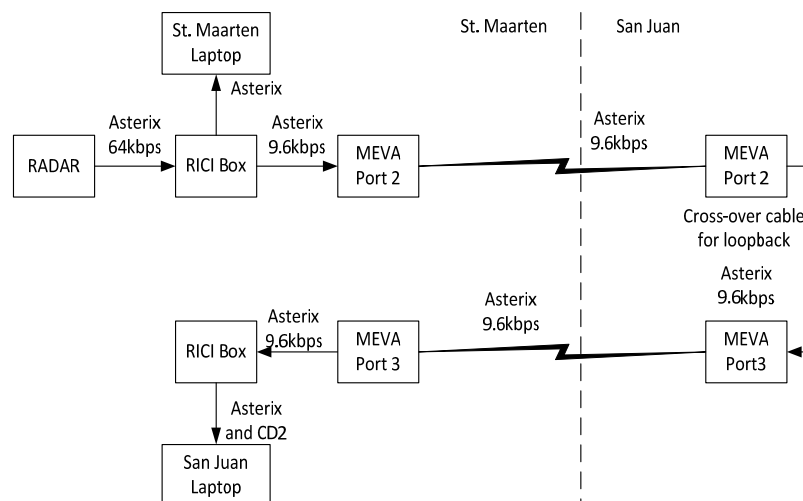 St. Maarten
Laptop
St. Maarten
San Juan
Asterix
Asterix
64kbps
Asterix
9.6kbps
Asterix
9.6kbps
RADAR
RICI Box
MEVA
Port 2
MEVA
Port 2
Cross-over cable
for loopback
Asterix
9.6kbps
Asterix
9.6kbps
Asterix
9.6kbps
RICI Box
MEVA
Port 3
MEVA
Port3
Asterix
and CD2
San Juan
Laptop